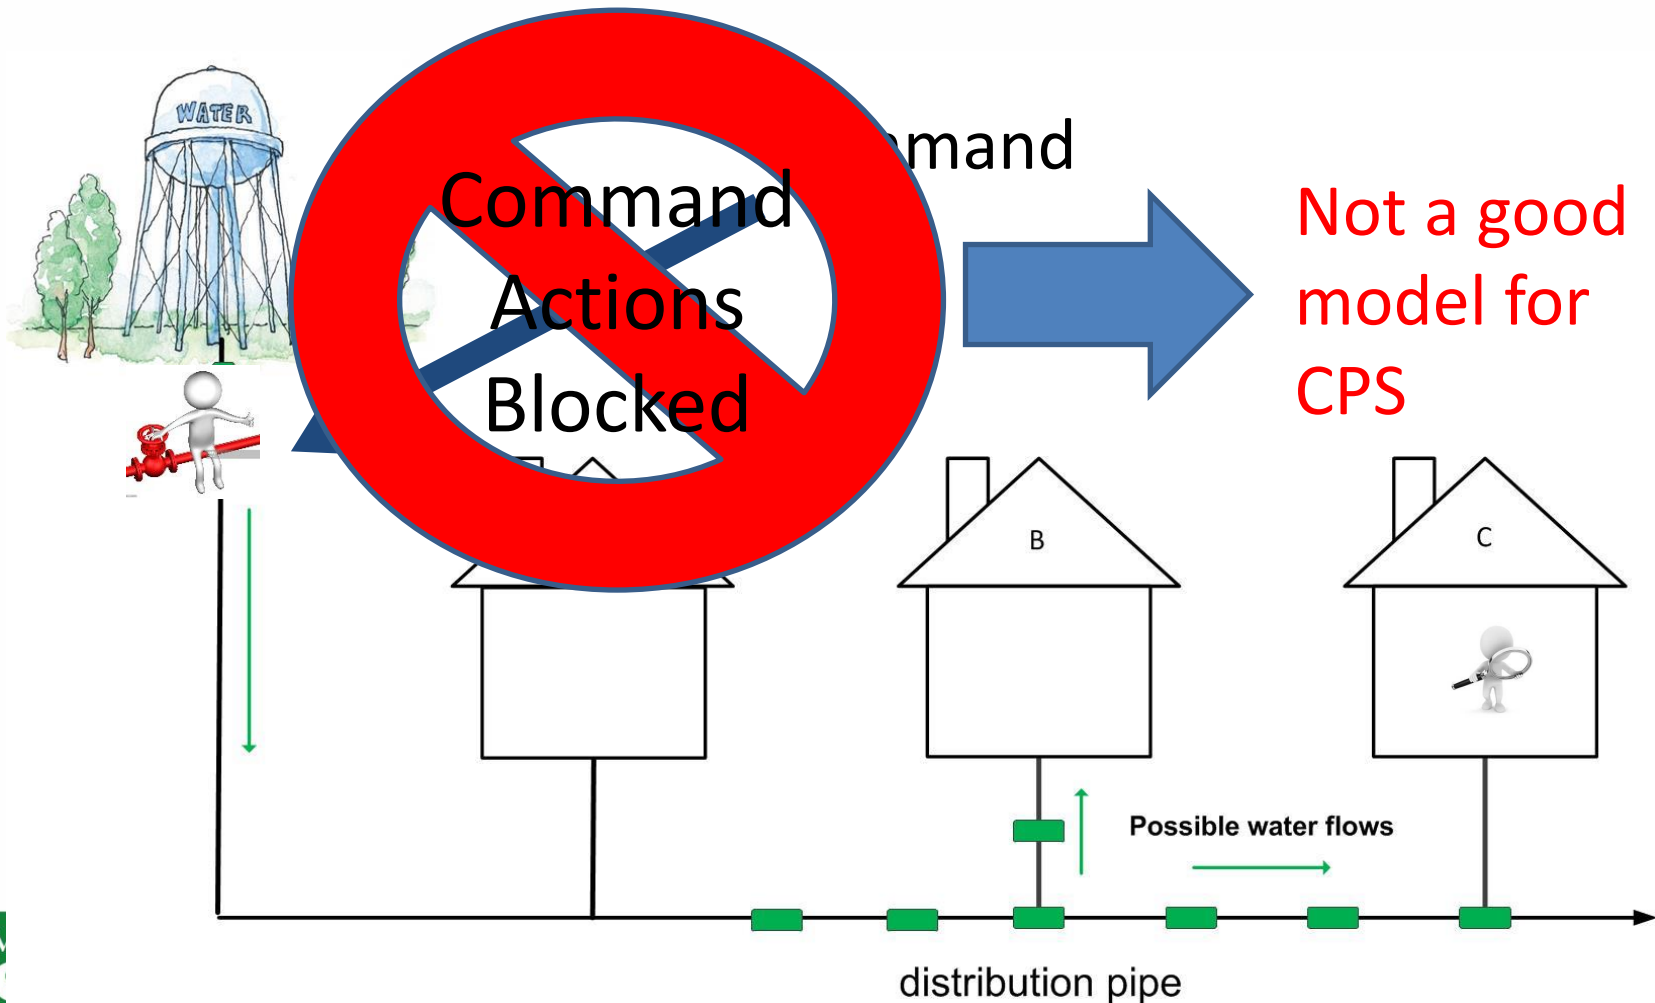 WATER
mand
Command
Actions
Blocked
Not a good
model for
CPS
B
C
Possible water flows
distribution pipe